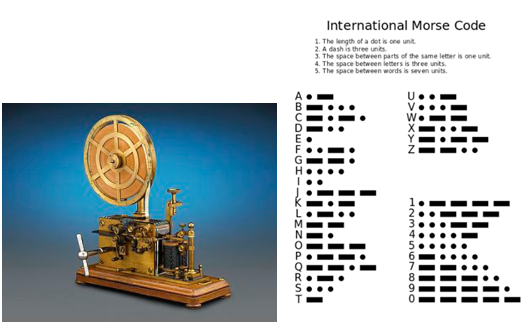 International Morse Code
1. The length of a dot is one unit.
2. A dash is three units.
3. The space between parts of the same letter is one unit.
4. The space between letters is three units.
5. The space between words is seven units.
A
B
C
D
E
F
G
H
I
J
K
L
M
N
O
P
Q
R
S
T
U
V
W
X
Y
Z
1
2
3
4
5
6
7
8
9
0